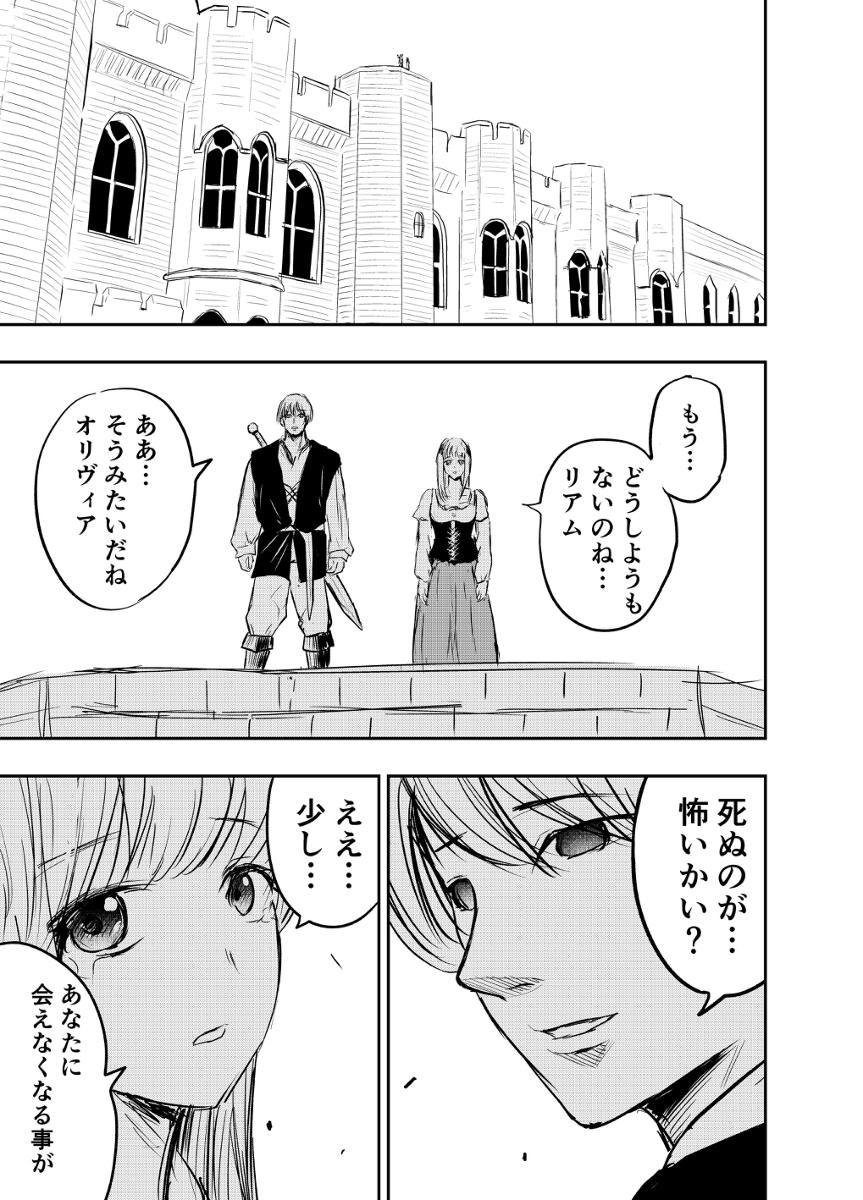 もう…
どうしようも
ないのね…
リアム
ああ…
そうみたいだね
オリヴィア
死ぬのが…
怖いかい？
ええ…
少し…
あなたに
会えなくなる事が